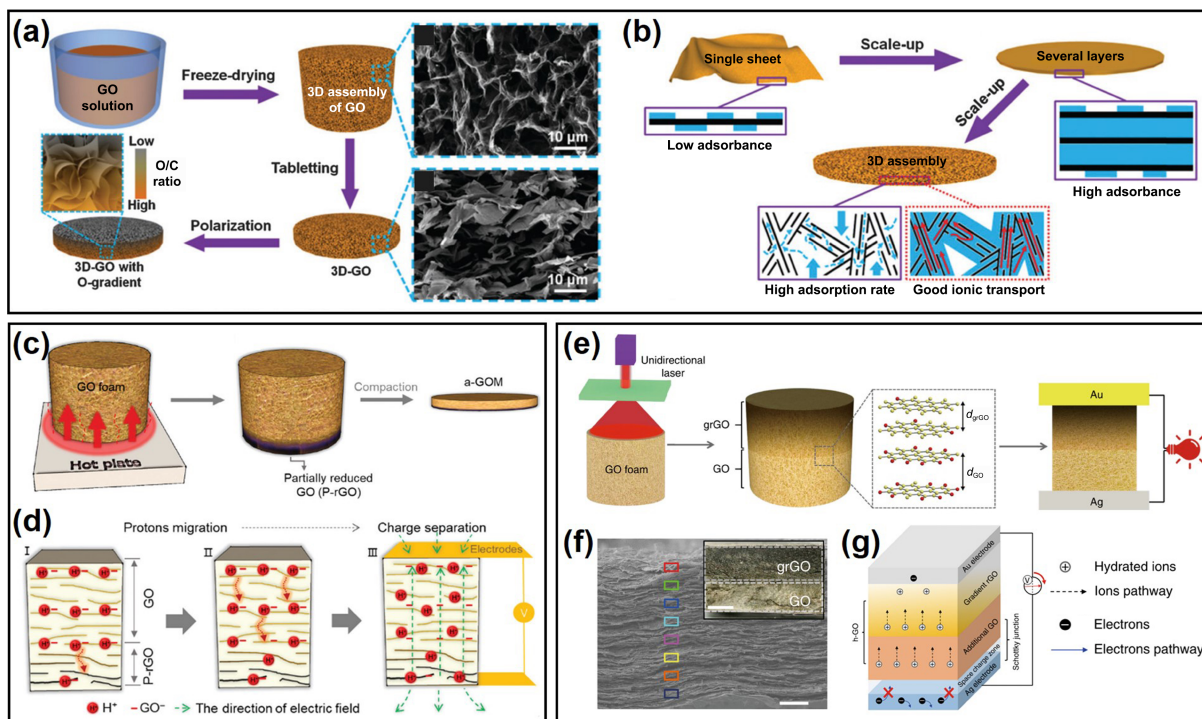 (a)
GO
solution
Freeze-drying
3D assembly
of GO
10 μm
Low
O/C
ratio
High
Tabletting
Polarization
3D-GO with
O-gradient
3D-GO
10 μm
(b)
Single sheet
Scale-up
Several layers
Low adsorbance
Scale-up
3D assembly
High adsorbance
High adsorption rate
Good ionic transport
(c)
GO foam
Hot plate
Partially reduced
GO (P-rGO)
Compaction
a-GOM
(d)
Protons migration
Charge separation
I
II
III
Electrodes
H⁺
GO
P-rGO
V
H⁺
GO⁻
The direction of electric field
(e)
Unidirectional
laser
GO foam
grGO
GO
dgrGO
dGO
Au
Ag
(f)
grGO
GO
(g)
Au electrode
Gradient rGO
Additional GO
Space charge zone
Ag electrode
h-GO
Schottky junction
V
Hydrated ions
Ions pathway
Electrons
Electrons pathway